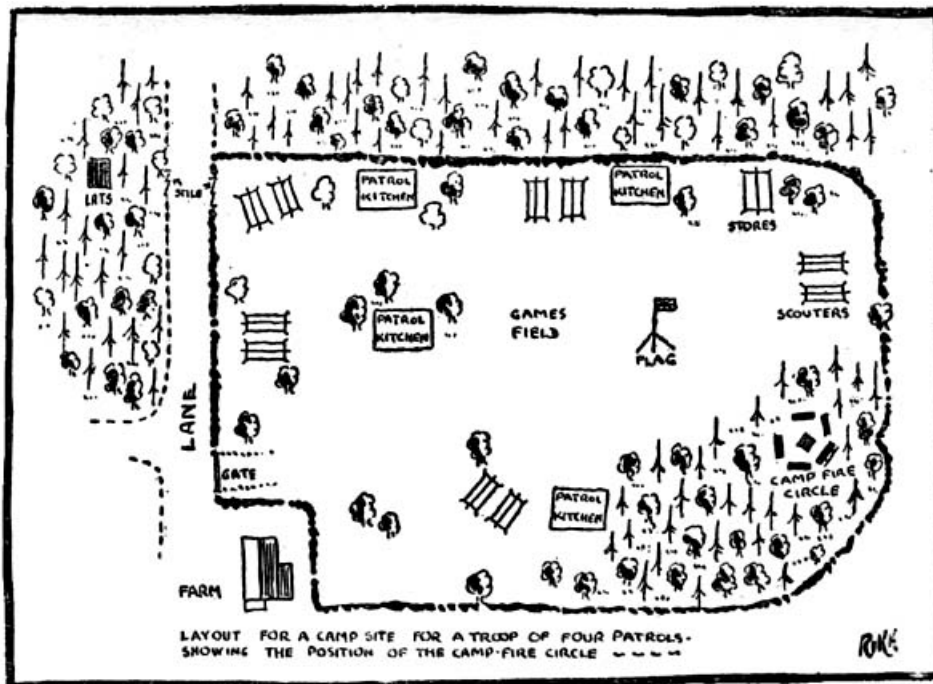 LATS
STILE
PATROL
KITCHEN
PATROL
KITCHEN
STORES
SCOUTERS
PATROL
KITCHEN
GAMES
FIELD
FLAG
LANE
GATE
CAMP FIRE
CIRCLE
PATROL
KITCHEN
FARM
LAYOUT FOR A CAMP SITE FOR A TROOP OF FOUR PATROLS-
SHOWING THE POSITION OF THE CAMP-FIRE CIRCLE ----